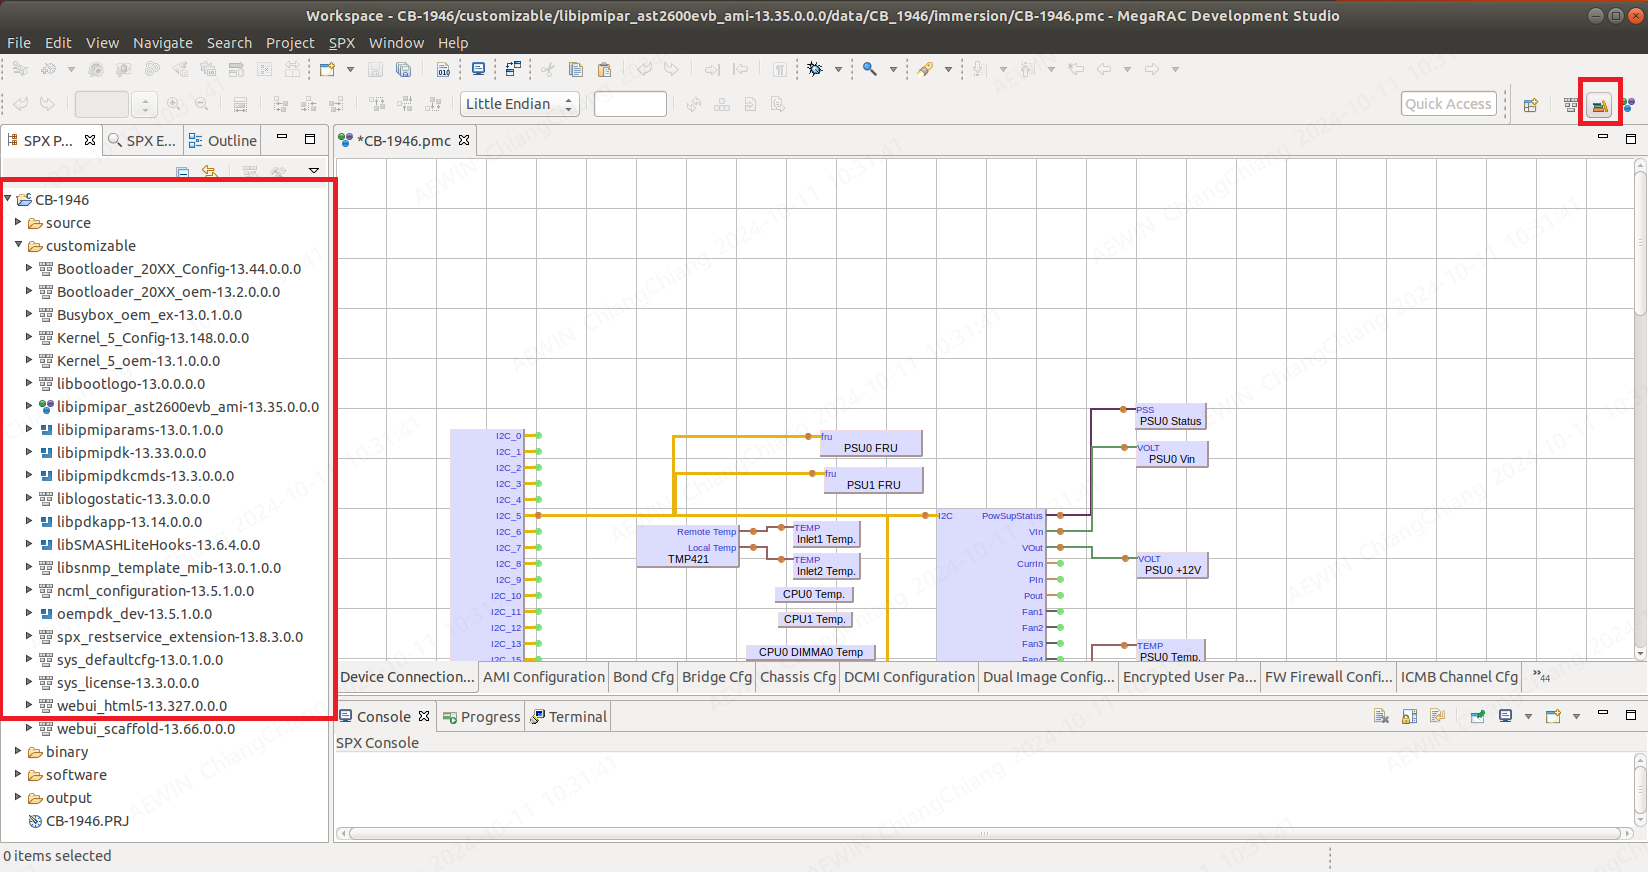 Workspace - CB-1946/customizable/libipmipar_ast2600evb_ami-13.35.0.0.0/data/CB_1946/immersion/CB-1946.pmc - MegaRAC Development Studio
File Edit View Navigate Search Project SPX Window Help
010
Little Endian
Quick Access
SPX P... SPX E... Outline
*CB-1946.pmc
CB-1946
source
customizable
Bootloader_20XX_Config-13.44.0.0.0
Bootloader_20XX_oem-13.2.0.0.0
Busybox_oem_ex-13.0.1.0.0
Kernel_5_Config-13.148.0.0.0
Kernel_5_oem-13.1.0.0.0
libbootlogo-13.0.0.0.0
libipmipar_ast2600evb_ami-13.35.0.0.0
libipmiparams-13.0.1.0.0
libipmipdk-13.33.0.0.0
libipmipdkcmds-13.3.0.0.0
liblogostatic-13.3.0.0.0
libpdkapp-13.14.0.0.0
libSMASHLiteHooks-13.6.4.0.0
libsnmp_template_mib-13.0.1.0.0
ncml_configuration-13.5.1.0.0
oempdk_dev-13.5.1.0.0
spx_restservice_extension-13.8.3.0.0
sys_defaultcfg-13.0.1.0.0
sys_license-13.3.0.0.0
webui_html5-13.327.0.0.0
webui_scaffold-13.66.0.0.0
binary
software
output
CB-1946.PRJ
I2C_0
I2C_1
I2C_2
I2C_3
I2C_4
I2C_5
I2C_6
I2C_7
I2C_8
I2C_9
I2C_10
I2C_11
I2C_12
I2C_13
I2C_15
fru
PSU0 FRU
fru
PSU1 FRU
Remote Temp
Local Temp
TMP421
TEMP
Inlet1 Temp.
TEMP
Inlet2 Temp.
CPU0 Temp.
CPU1 Temp.
CPU0 DIMMA0 Temp
I2C PowSupStatus
VIn
VOut
CurrIn
PIn
Pout
Fan1
Fan2
Fan3
Fan4
PSS
PSU0 Status
VOLT
PSU0 Vin
VOLT
PSU0 +12V
TEMP
PSU0 Temp.
Device Connection... AMI Configuration Bond Cfg Bridge Cfg Chassis Cfg DCMI Configuration Dual Image Config... Encrypted User Pa... FW Firewall Confi... ICMB Channel Cfg »44
Console Progress Terminal
SPX Console
0 items selected
AEWIN ChiangChiang 2024-10-11 10:31:41